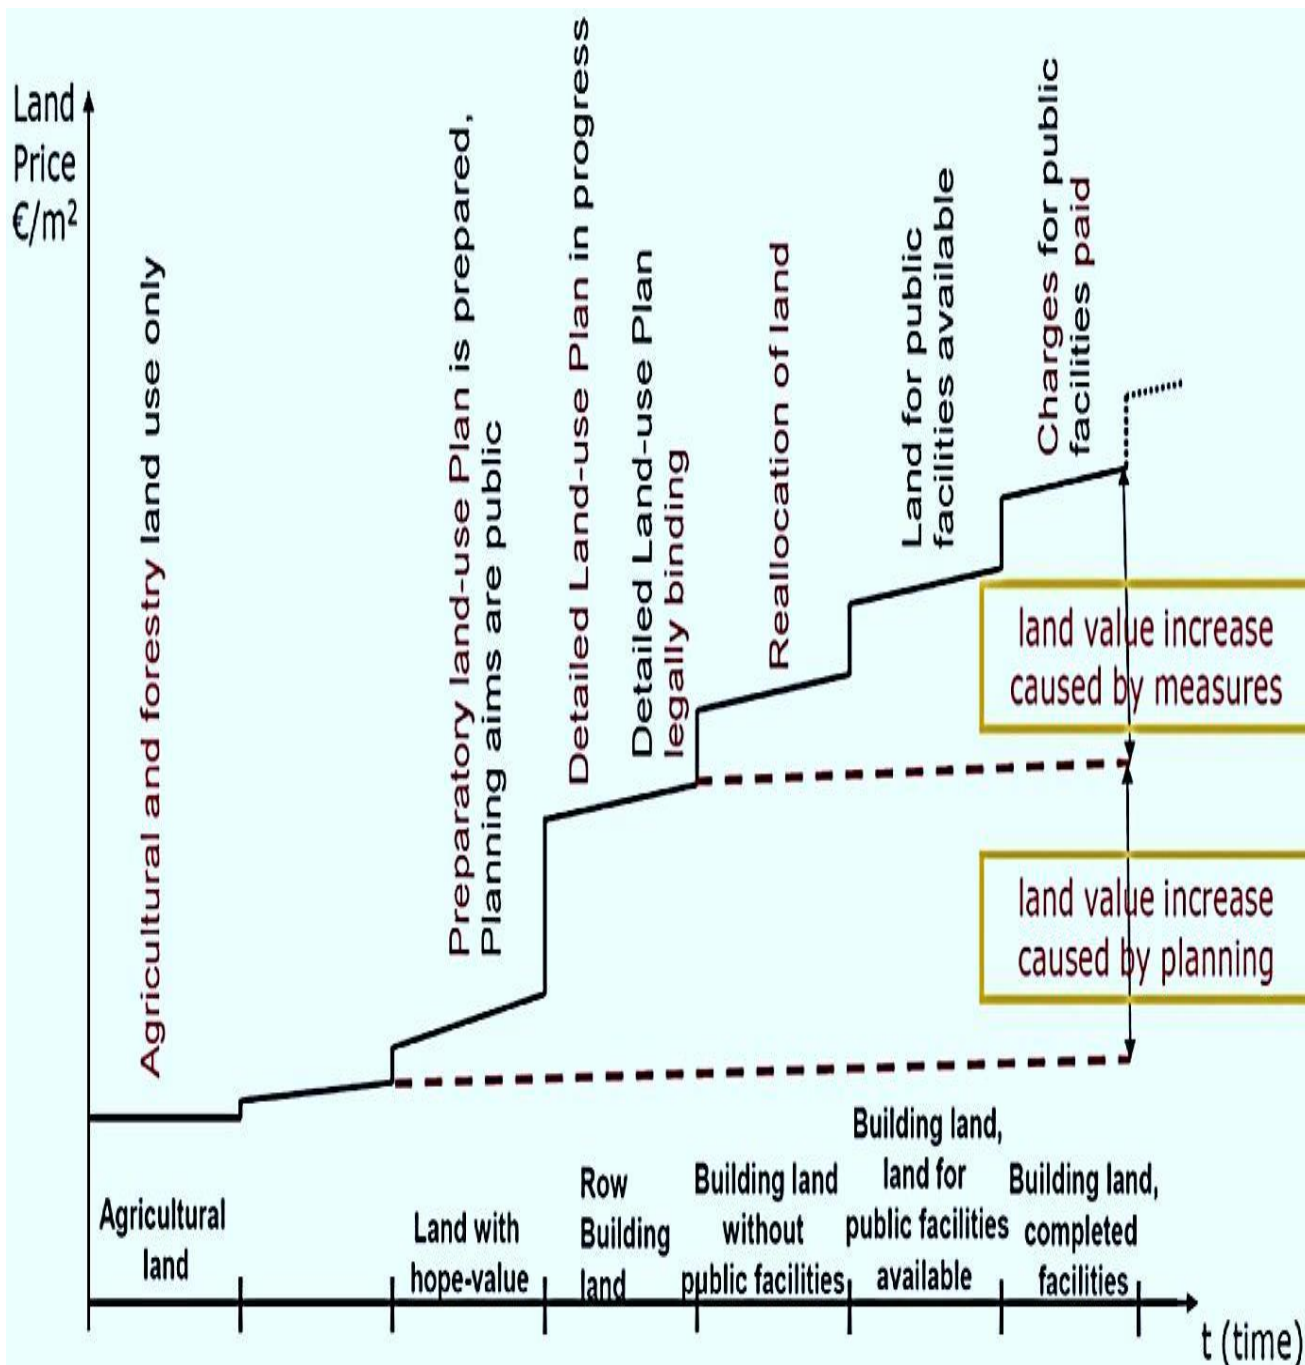 Land
Price
€/m²
Agricultural and forestry land use only
Preparatory land-use Plan is prepared,
Planning aims are public
Detailed Land-use Plan in progress
Detailed Land-use Plan
legally binding
Reallocation of land
Land for public
facilities available
Charges for public
facilities paid
land value increase
caused by measures
land value increase
caused by planning
Agricultural
land
Land with
hope-value
Row
Building
land
Building land
without
public facilities
Building land,
land for
public facilities
available
Building land,
completed
facilities
t (time)